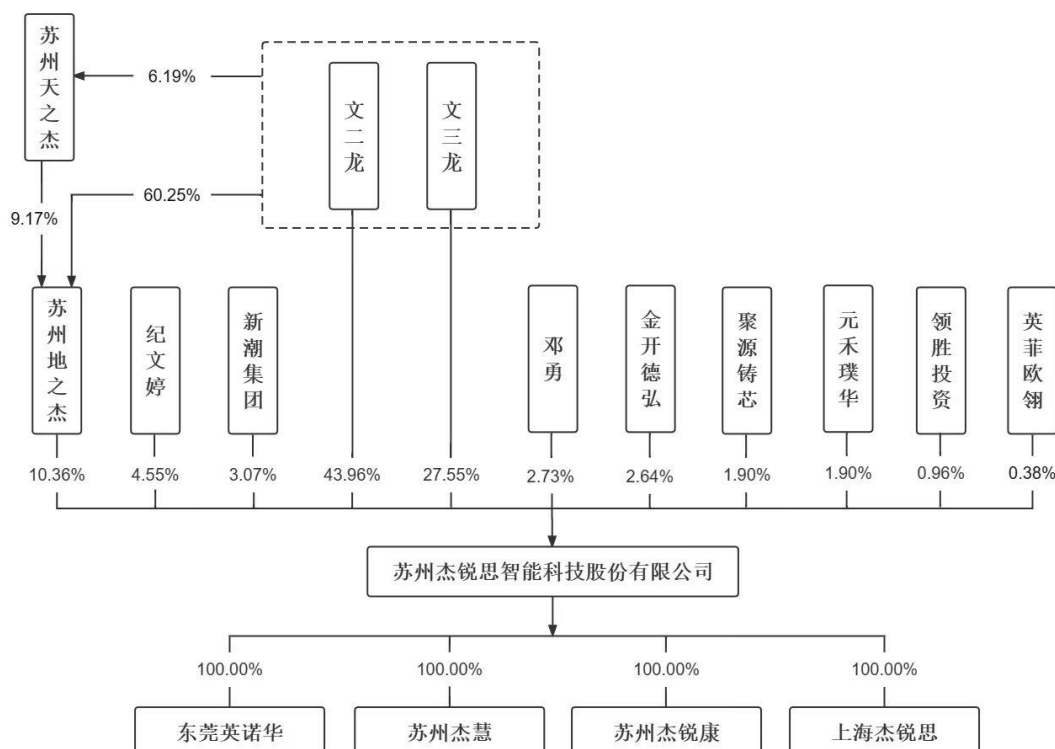 苏州天之杰
6.19%
文二龙
文三龙
60.25%
9.17%
苏州地之杰
纪文婷
新潮集团
邓勇
金开德弘
聚源铸芯
元禾璞华
领胜投资
英菲欧翎
10.36%
4.55%
3.07%
43.96%
27.55%
2.73%
2.64%
1.90%
1.90%
0.96%
0.38%
苏州杰锐思智能科技股份有限公司
100.00%
100.00%
100.00%
100.00%
东莞英诺华
苏州杰慧
苏州杰锐康
上海杰锐思